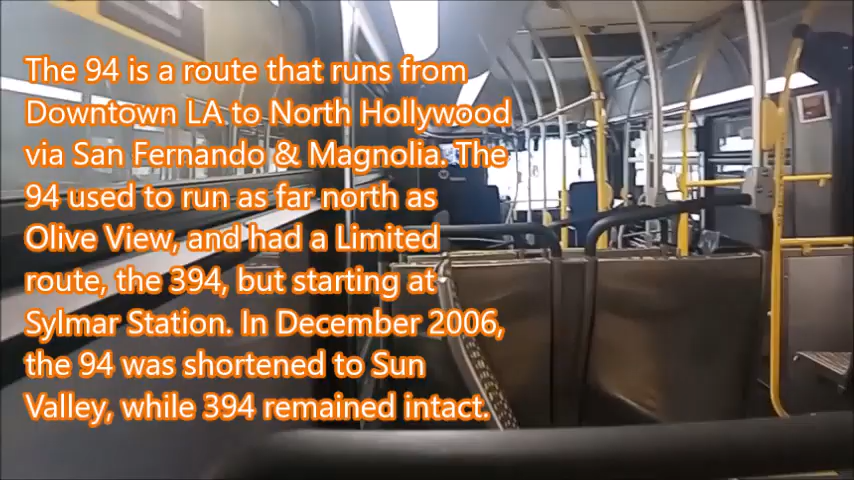 The 94 is a route that runs from
Downtown LA to North Hollywood
via San Fernando & Magnolia. The
94 used to run as far north as
Olive View, and had a Limited
route, the 394, but starting at
Sylmar Station. In December 2006,
the 94 was shortened to Sun
Valley, while 394 remained intact.